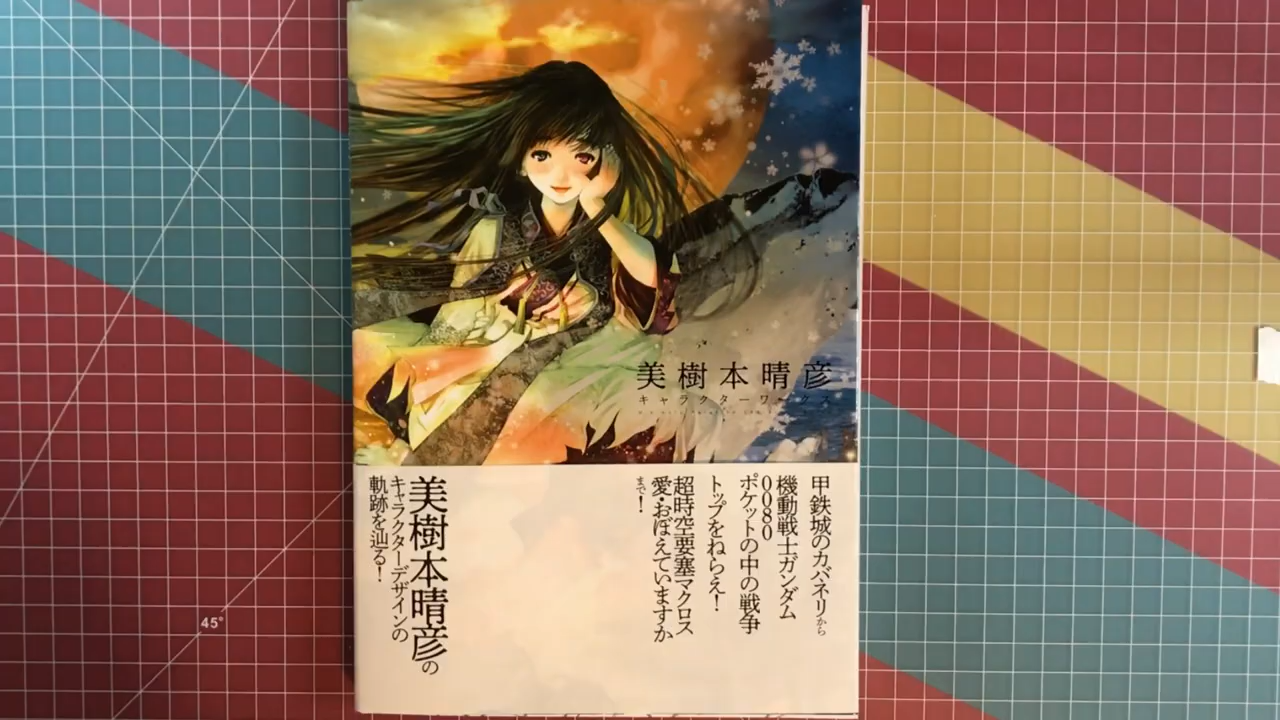 美樹本晴彦
キャラクターワークス
甲鉄城のカバネリから
機動戦士ガンダム
0080
ポケットの中の戦争
トップをねらえ!
超時空要塞マクロス
愛・おぼえていますか
まで!
美樹本晴彦の
キャラクターデザインの
軌跡を辿る!
45°